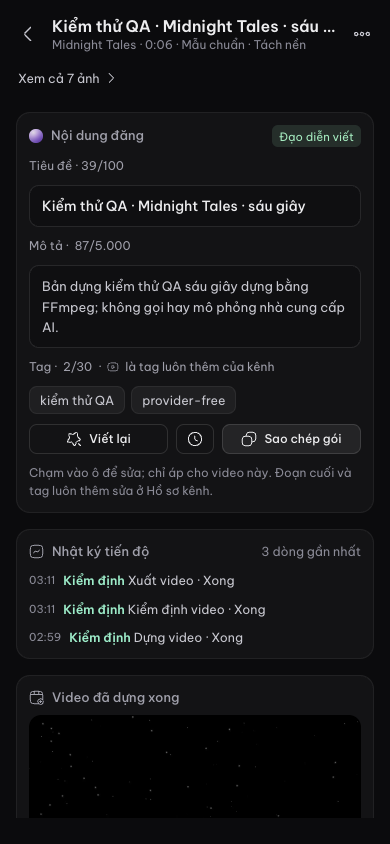 Kiểm thử QA · Midnight Tales · sáu ...
Midnight Tales · 0:06 · Mẫu chuẩn · Tách nền
Xem cả 7 ảnh
Nội dung đăng
Đạo diễn viết
Tiêu đề · 39/100
Kiểm thử QA · Midnight Tales · sáu giây
Mô tả · 87/5.000
Bản dựng kiểm thử QA sáu giây dựng bằng
FFmpeg; không gọi hay mô phỏng nhà cung cấp
AI.
Tag · 2/30 · là tag luôn thêm của kênh
kiểm thử QA
provider-free
Viết lại
Sao chép gói
Chạm vào ô để sửa; chỉ áp cho video này. Đoạn cuối và
tag luôn thêm sửa ở Hồ sơ kênh.
Nhật ký tiến độ
3 dòng gần nhất
03:11 Kiểm định Xuất video · Xong
03:11 Kiểm định Kiểm định video · Xong
02:59 Kiểm định Dựng video · Xong
Video đã dựng xong